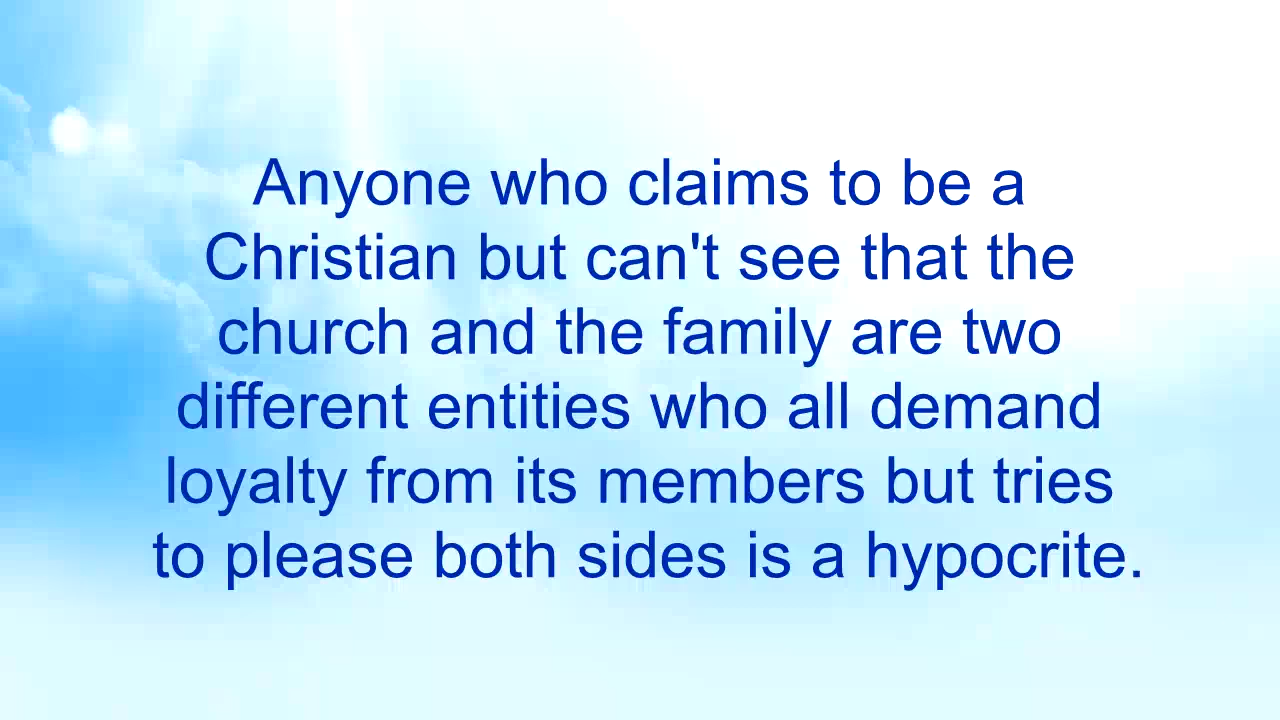 Anyone who claims to be a
Christian but can't see that the
church and the family are two
different entities who all demand
loyalty from its members but tries
to please both sides is a hypocrite.